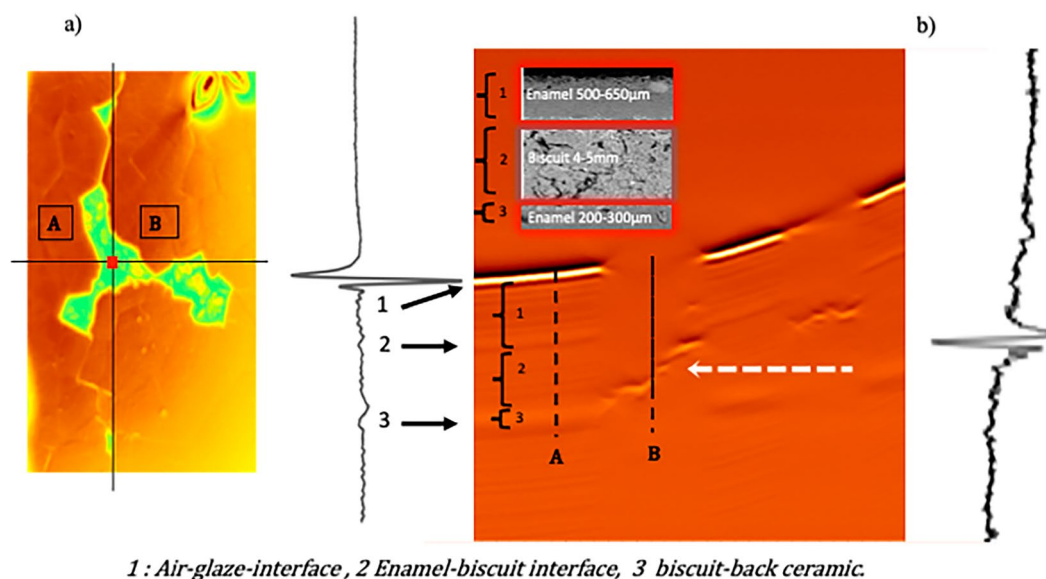 a)
b)
A
B
1
2
3
Enamel 500-650µm
Biscuit 4-5mm
Enamel 200-300µm
1
2
3
1
2
3
A
B
1 : Air-glaze-interface , 2 Enamel-biscuit interface, 3 biscuit-back ceramic.